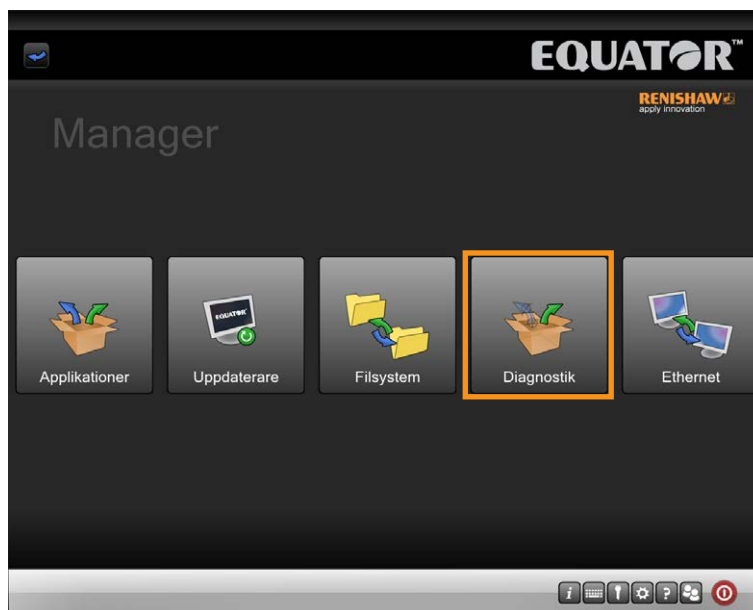 EQUATOR™
RENISHAW
apply innovation
Manager
EQUATOR
Applikationer
Uppdaterare
Filsystem
Diagnostik
Ethernet